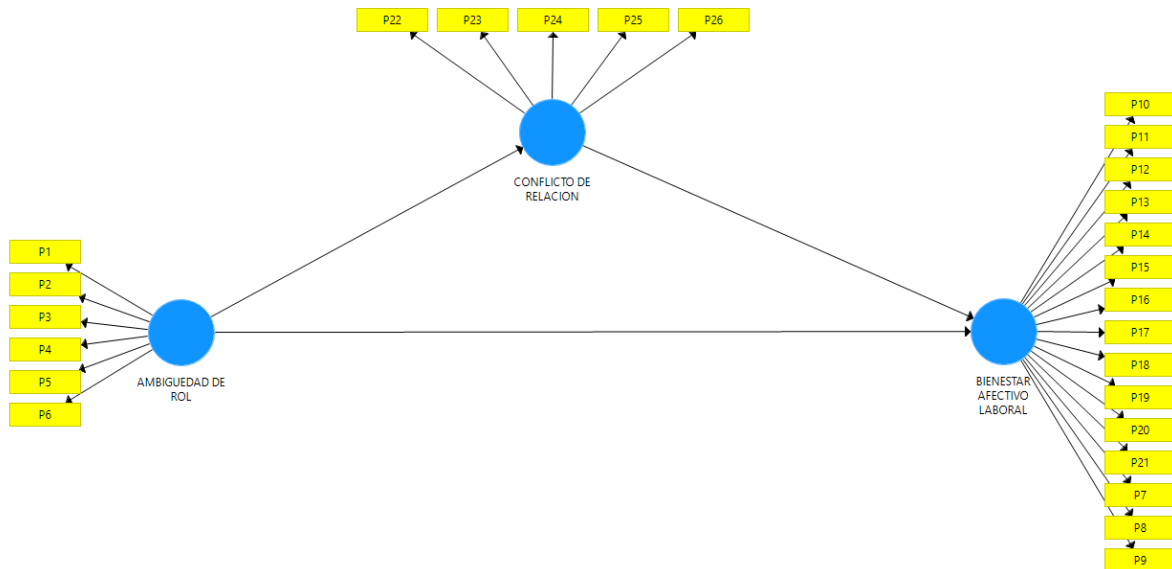 P22
P23
P24
P25
P26
CONFLICTO DE
RELACION
P1
P2
P3
P4
P5
P6
AMBIGUEDAD DE
ROL
P10
P11
P12
P13
P14
P15
P16
P17
P18
P19
P20
P21
P7
P8
P9
BIENESTAR
AFECTIVO
LABORAL